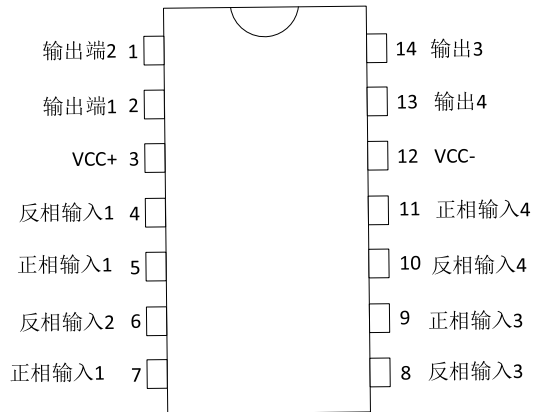 输出端2 1
14 输出3
输出端1 2
13 输出4
VCC+ 3
12 VCC-
反相输入1 4
11 正相输入4
正相输入1 5
10 反相输入4
反相输入2 6
9 正相输入3
正相输入1 7
8 反相输入3